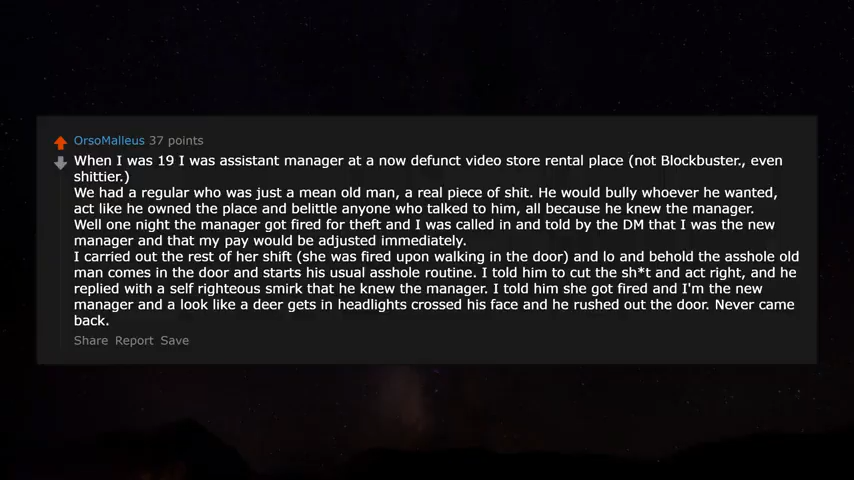 OrsoMalleus 37 points
When I was 19 I was assistant manager at a now defunct video store rental place (not Blockbuster., even
shittier.)
We had a regular who was just a mean old man, a real piece of shit. He would bully whoever he wanted,
act like he owned the place and belittle anyone who talked to him, all because he knew the manager.
Well one night the manager got fired for theft and I was called in and told by the DM that I was the new
manager and that my pay would be adjusted immediately.
I carried out the rest of her shift (she was fired upon walking in the door) and lo and behold the asshole old
man comes in the door and starts his usual asshole routine. I told him to cut the sh*t and act right, and he
replied with a self righteous smirk that he knew the manager. I told him she got fired and I'm the new
manager and a look like a deer gets in headlights crossed his face and he rushed out the door. Never came
back.
Share Report Save